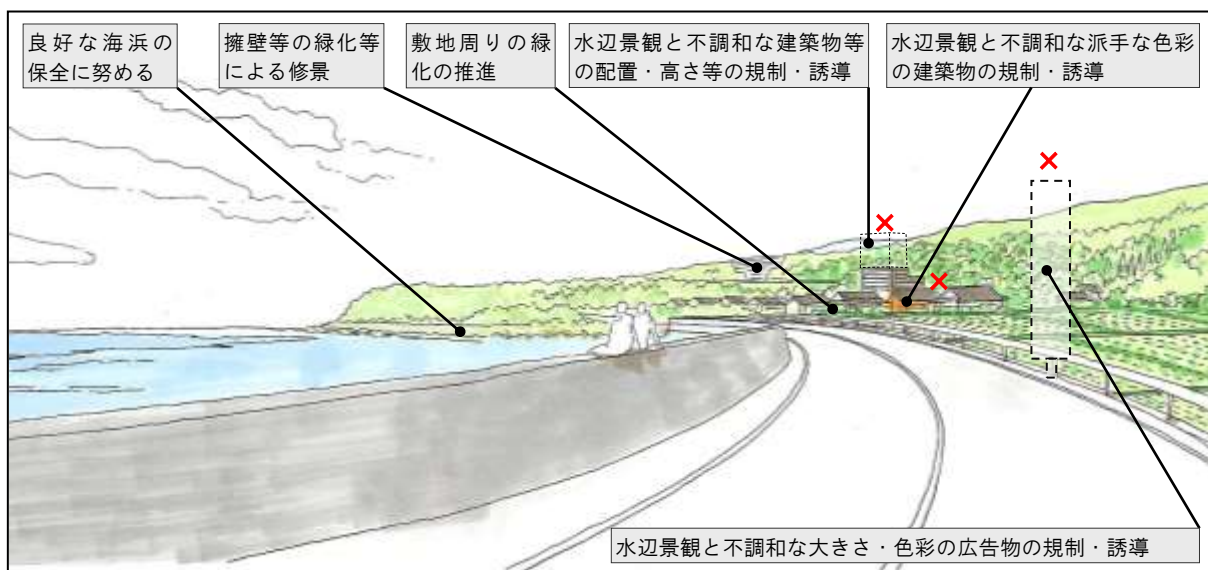 良好な海浜の
保全に努める
擁壁等の緑化等
による修景
敷地周りの緑
化の推進
水辺景観と不調和な建築物等
の配置・高さ等の規制・誘導
水辺景観と不調和な派手な色彩
の建築物の規制・誘導
水辺景観と不調和な大きさ・色彩の広告物の規制・誘導